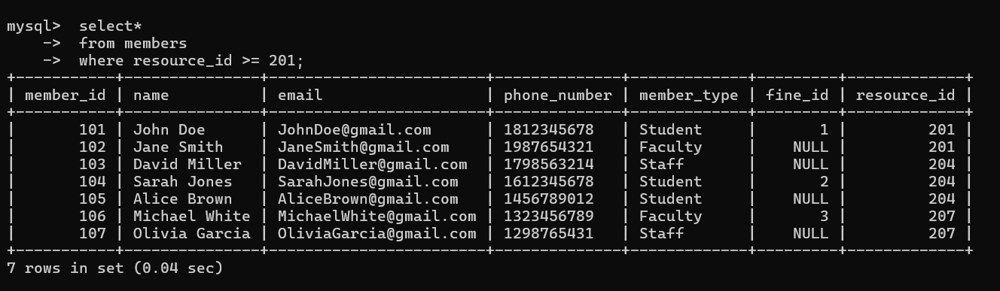 mysql>  select*
    ->  from members
    ->  where resource_id >= 201;
+-----------+---------------+------------------------+--------------+-------------+---------+-------------+
| member_id | name          | email                  | phone_number | member_type | fine_id | resource_id |
+-----------+---------------+------------------------+--------------+-------------+---------+-------------+
|       101 | John Doe      | JohnDoe@gmail.com      | 1812345678   | Student     |       1 |         201 |
|       102 | Jane Smith    | JaneSmith@gmail.com    | 1987654321   | Faculty     |    NULL |         201 |
|       103 | David Miller  | DavidMiller@gmail.com  | 1798563214   | Staff       |    NULL |         204 |
|       104 | Sarah Jones   | SarahJones@gmail.com   | 1612345678   | Student     |       2 |         204 |
|       105 | Alice Brown   | AliceBrown@gmail.com   | 1456789012   | Student     |    NULL |         204 |
|       106 | Michael White | MichaelWhite@gmail.com | 1323456789   | Faculty     |       3 |         207 |
|       107 | Olivia Garcia | OliviaGarcia@gmail.com | 1298765431   | Staff       |    NULL |         207 |
+-----------+---------------+------------------------+--------------+-------------+---------+-------------+
7 rows in set (0.04 sec)